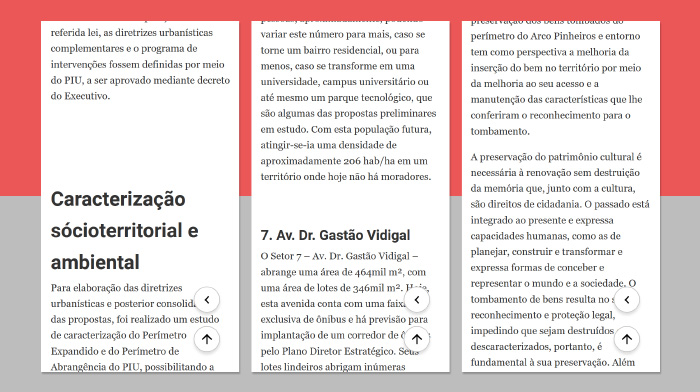 referida lei, as diretrizes urbanísticas
complementares e o programa de
intervenções fossem definidas por meio
do PIU, a ser aprovado mediante decreto
do Executivo.
Caracterização
sócioterritorial e
ambiental
Para elaboração das diretrizes
urbanísticas e posterior
das propostas, foi realizado um estudo
de caracterização do Perímetro
Expandido e do Perímetro de
Abrangência do PIU, possibilitando a
variar este número para mais, caso se
torne um bairro residencial, ou para
menos, caso se transforme em uma
universidade, campus universitário ou
até mesmo um parque tecnológico, que
são algumas das propostas preliminares
em estudo. Com esta população futura,
atingir-se-ia uma densidade de
aproximadamente 206 hab/ha em um
território onde hoje não há moradores.
7. Av. Dr. Gastão Vidigal
O Setor 7 – Av. Dr. Gastão Vidigal –
abrange uma área de 464mil m², com
uma área de lotes de 346mil m².
esta avenida conta com uma faixa
exclusiva de ônibus e há previsão para
implantação de um corredor de
pelo Plano Diretor Estratégico. Seus
lotes lindeiros abrigam inúmeras
preservação dos bens tombados do
perímetro do Arco Pinheiros e entorno
tem como perspectiva a melhoria da
inserção do bem no território por meio
da melhoria ao seu acesso e a
manutenção das características que lhe
conferiram o reconhecimento para o
tombamento.
A preservação do patrimônio cultural é
necessária à renovação sem destruição
da memória que, junto com a cultura,
são direitos de cidadania. O passado está
integrado ao presente e expressa
capacidades humanas, como as de
planejar, construir e transformar e
expressa formas de conceber e
representar o mundo e a sociedade. O
tombamento de bens resulta no
reconhecimento e proteção legal,
impedindo que sejam destruídos
descaracterizados, portanto, é
fundamental à sua preservação. Além